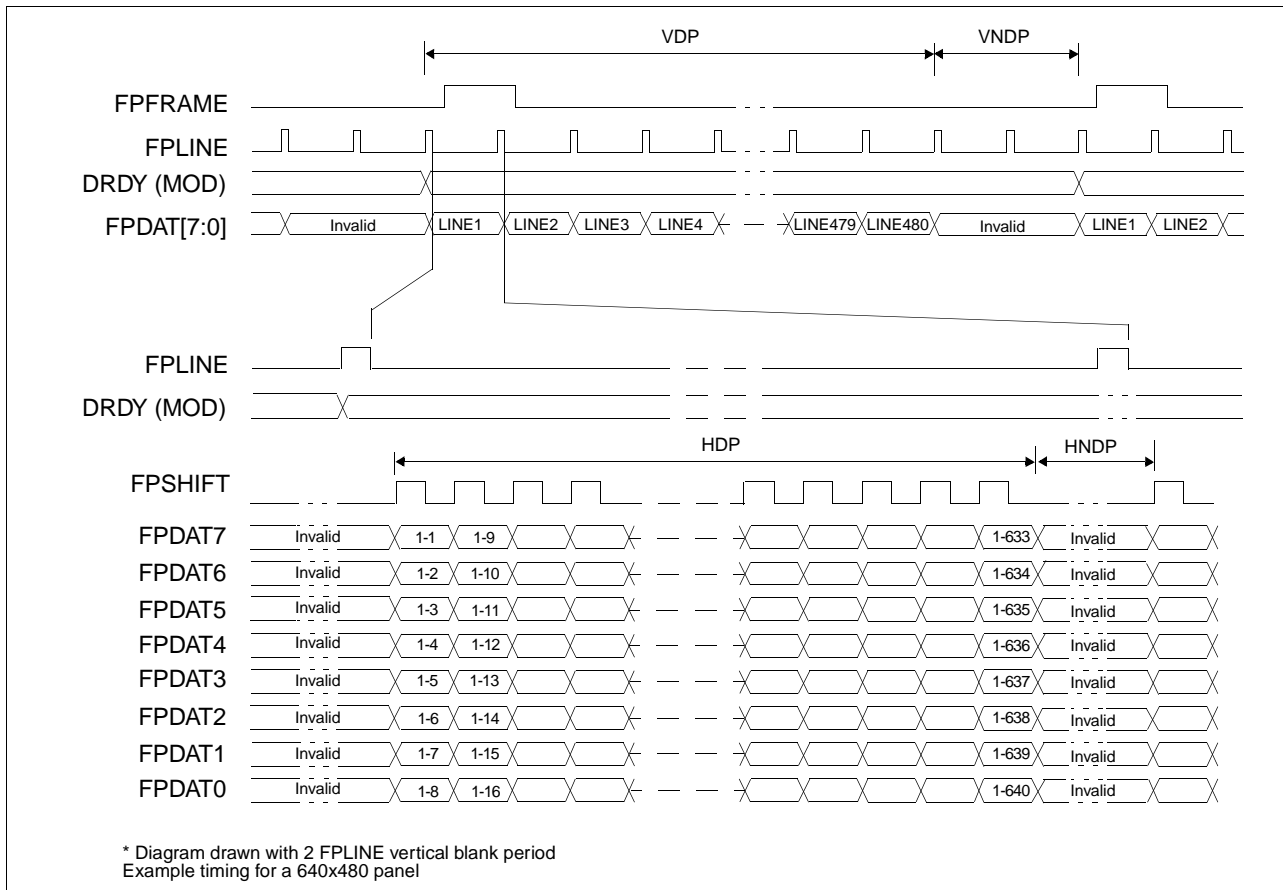 VDP VNDP
FPFRAME
FPLINE
DRDY (MOD)
FPDAT[7:0] Invalid LINE1 LINE2 LINE3 LINE4 LINE479 LINE480 Invalid LINE1 LINE2
FPLINE
DRDY (MOD)
HDP HNDP
FPSHIFT
FPDAT7 Invalid 1-1 1-9 1-633 Invalid
FPDAT6 Invalid 1-2 1-10 1-634 Invalid
FPDAT5 Invalid 1-3 1-11 1-635 Invalid
FPDAT4 Invalid 1-4 1-12 1-636 Invalid
FPDAT3 Invalid 1-5 1-13 1-637 Invalid
FPDAT2 Invalid 1-6 1-14 1-638 Invalid
FPDAT1 Invalid 1-7 1-15 1-639 Invalid
FPDAT0 Invalid 1-8 1-16 1-640 Invalid
* Diagram drawn with 2 FPLINE vertical blank period
Example timing for a 640x480 panel